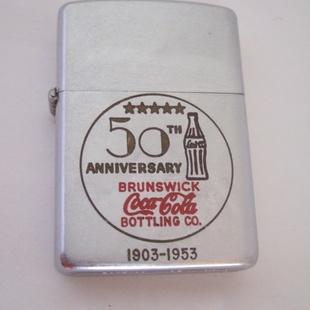 50TH
ANNIVERSARY
BRUNSWICK
Coca-Cola
BOTTLING CO.
1903-1953